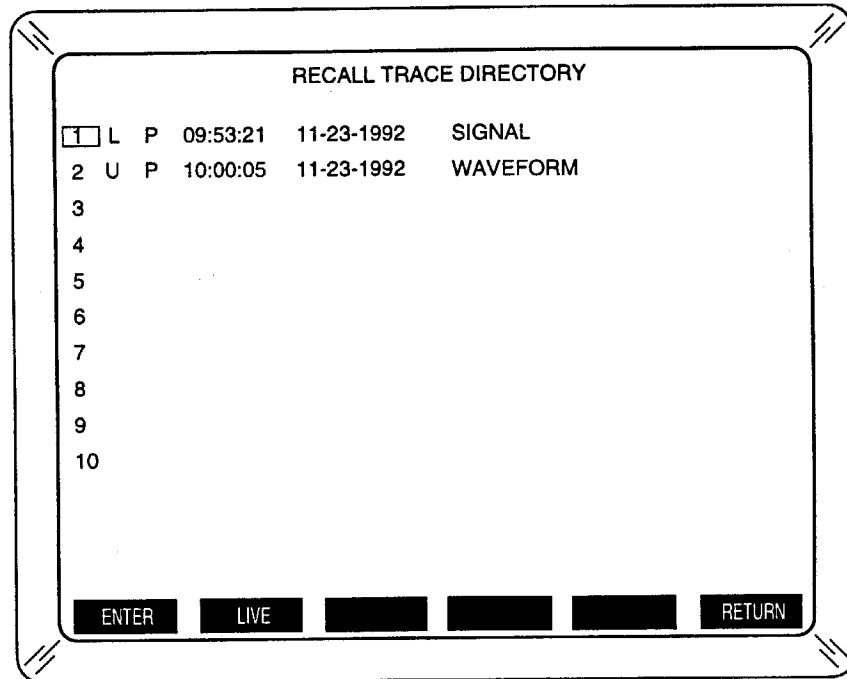 RECALL TRACE DIRECTORY
1 L P 09:53:21 11-23-1992 SIGNAL
2 U P 10:00:05 11-23-1992 WAVEFORM
3
4
5
6
7
8
9
10
ENTER LIVE RETURN